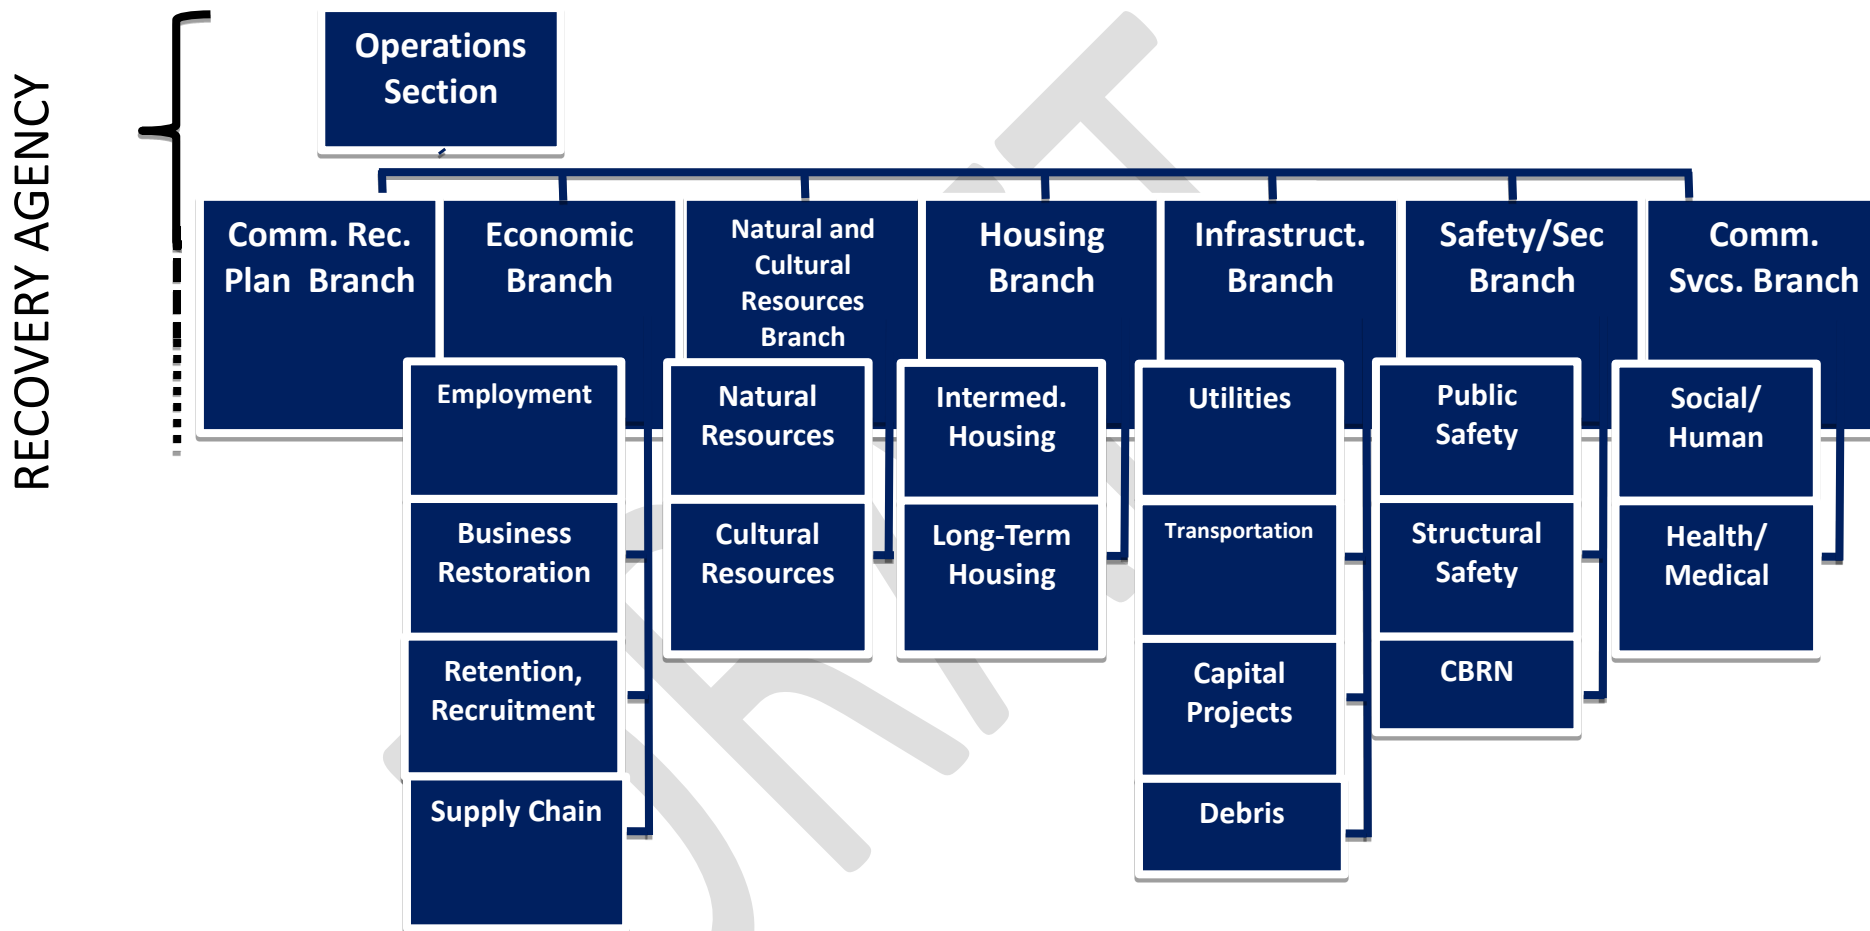 RECOVERY AGENCY
Operations
Section
Comm. Rec.
Plan Branch
Economic
Branch
Natural and
Cultural
Resources
Branch
Housing
Branch
Infrastruct.
Branch
Safety/Sec
Branch
Comm.
Svcs. Branch
Employment
Business
Restoration
Retention,
Recruitment
Supply Chain
Natural
Resources
Cultural
Resources
Intermed.
Housing
Long-Term
Housing
Utilities
Transportation
Capital
Projects
Debris
Public
Safety
Structural
Safety
CBRN
Social/
Human
Health/
Medical
DRAFT